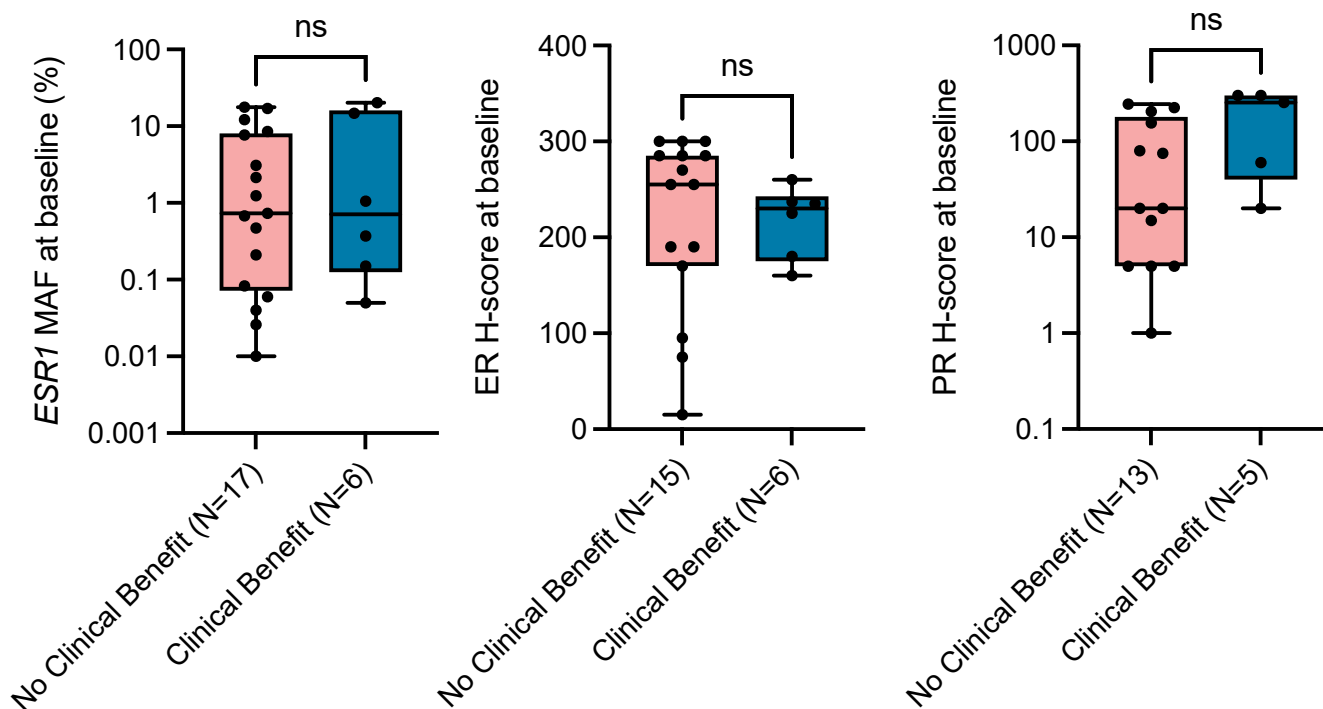 ESR1 MAF at baseline (%)
ns
100
10
1
0.1
0.01
0.001
No Clinical Benefit (N=17)
Clinical Benefit (N=6)
ER H-score at baseline
ns
400
300
200
100
0
No Clinical Benefit (N=15)
Clinical Benefit (N=6)
PR H-score at baseline
ns
1000
100
10
1
0.1
No Clinical Benefit (N=13)
Clinical Benefit (N=5)